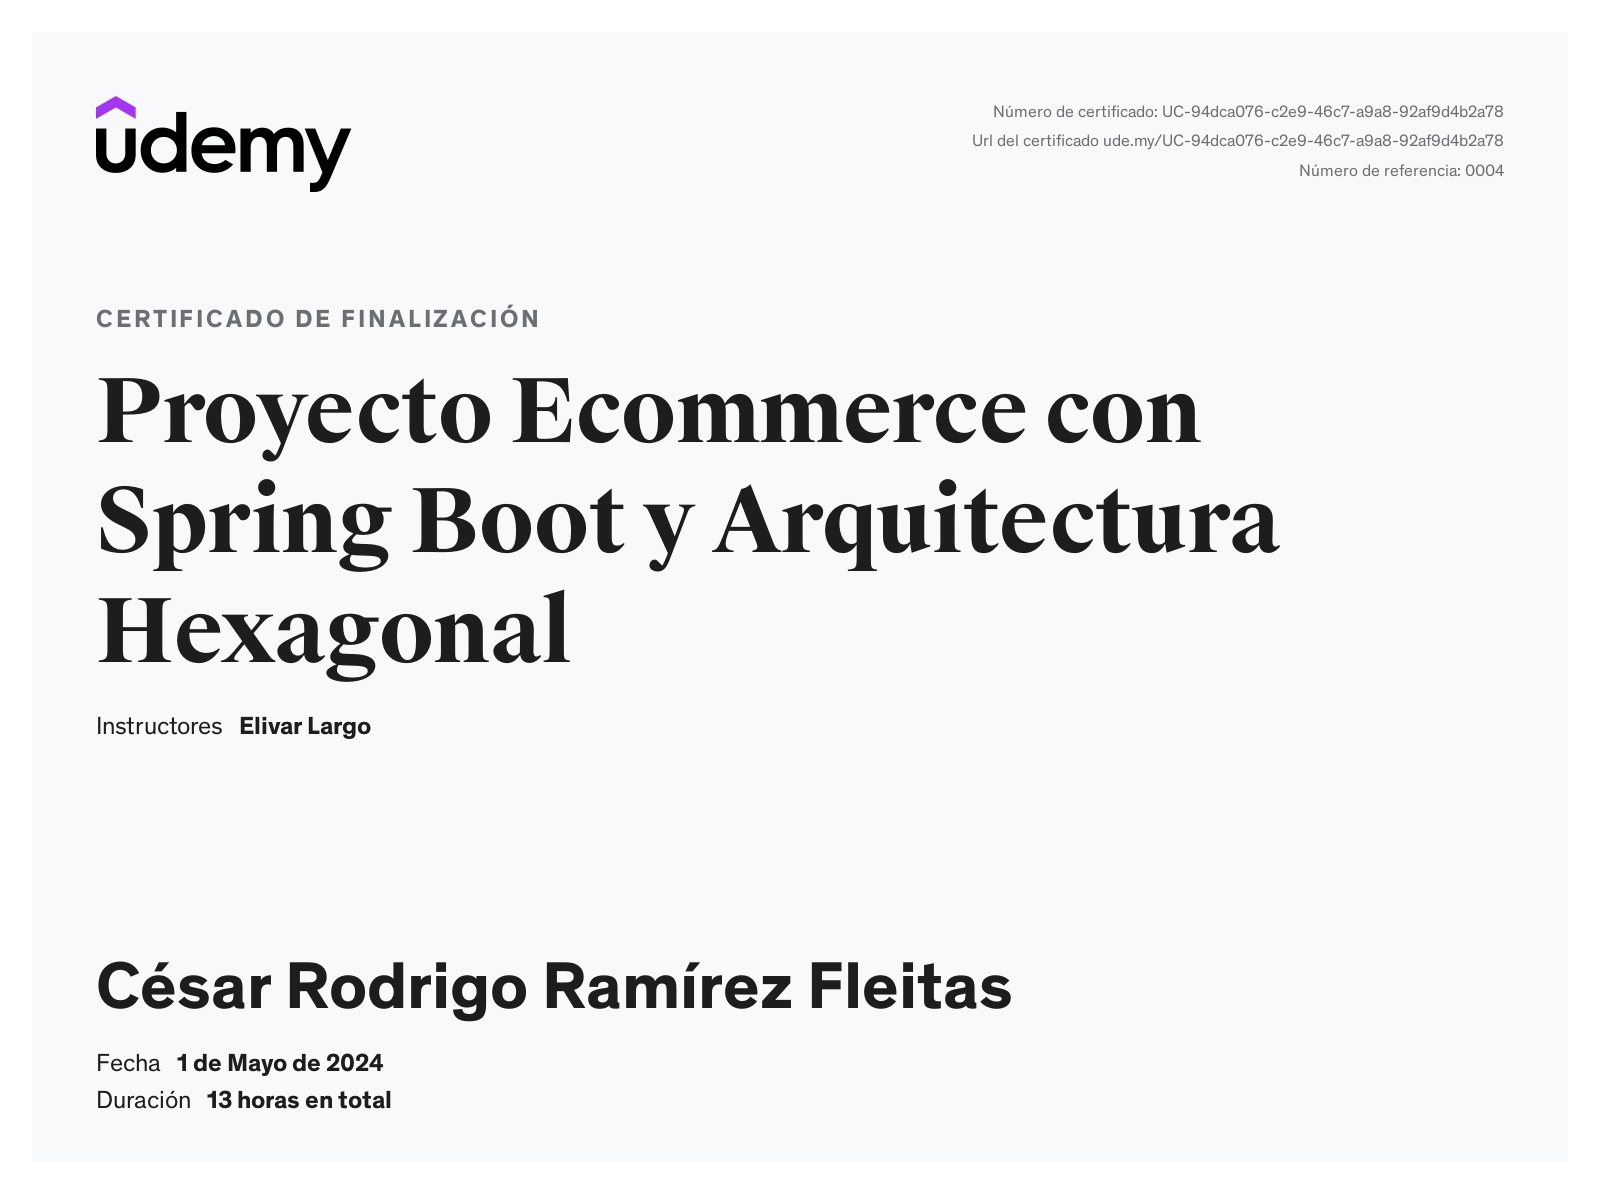 udemy
Número de certificado: UC-94dca076-c2e9-46c7-a9a8-92af9d4b2a78
Url del certificado ude.my/UC-94dca076-c2e9-46c7-a9a8-92af9d4b2a78
Número de referencia: 0004
CERTIFICADO DE FINALIZACIÓN
Proyecto Ecommerce con
Spring Boot y Arquitectura
Hexagonal
Instructores Elivar Largo
César Rodrigo Ramírez Fleitas
Fecha 1 de Mayo de 2024
Duración 13 horas en total